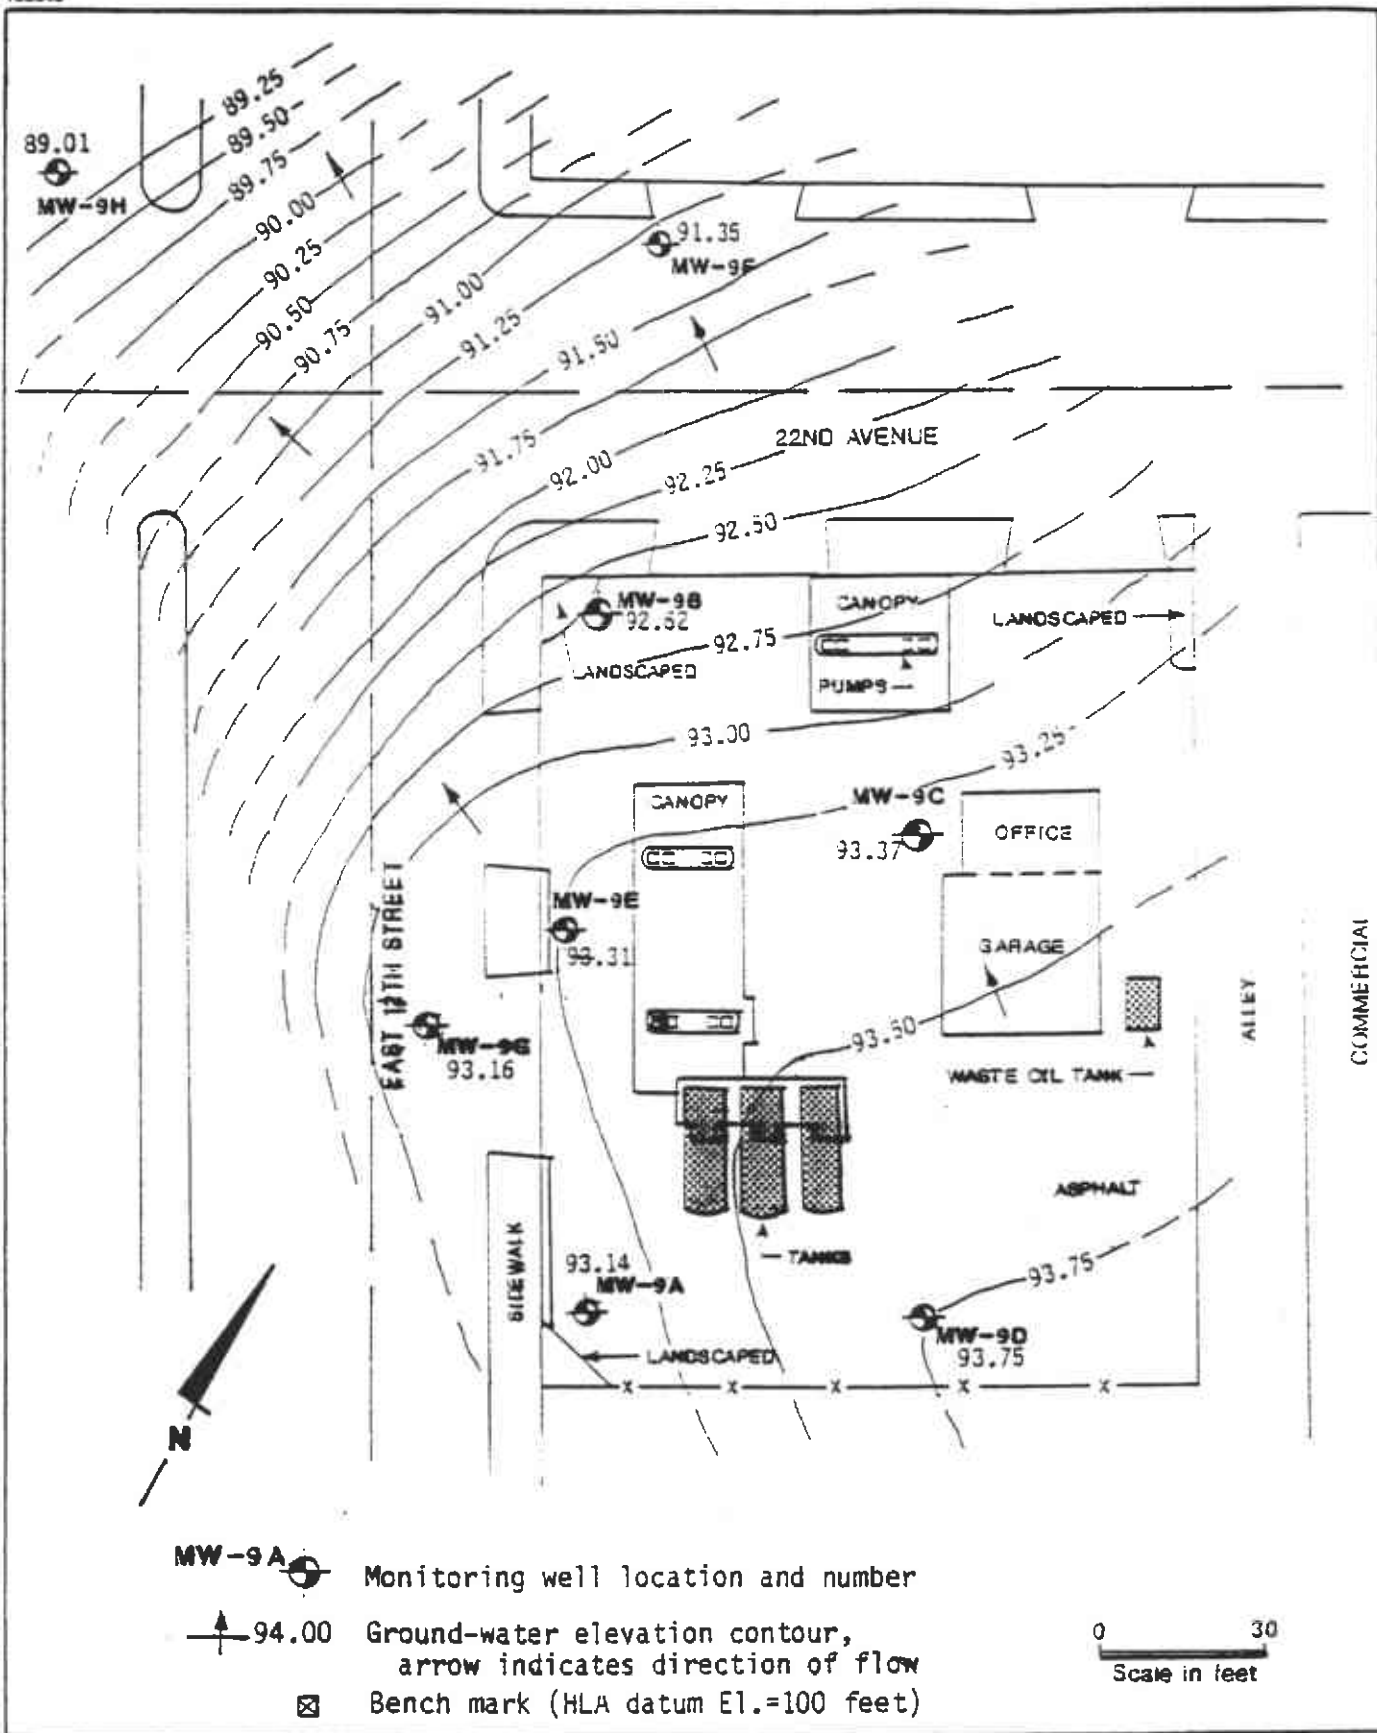 89.25
89.50
89.01
89.75
MW-9H
90.00
91.35
90.25
MW-9F
91.00
90.50
91.25
90.75
91.50
22ND AVENUE
91.75
92.00
92.25
92.50
MW-9B
92.62
CANOPY
LANDSCAPED
92.75
LANDSCAPED
PUMPS
93.00
93.25
CANOPY
MW-9C
OFFICE
93.37
MW-9E
EAST 12TH STREET
93.31
GARAGE
COMMERCIAL
ALLEY
93.50
MW-9G
93.16
WASTE OIL TANK
ASPHALT
SIDEWALK
TANKS
93.14
93.75
MW-9A
MW-9D
LANDSCAPED
93.75
x x x x x
N
MW-9A Monitoring well location and number
94.00 Ground-water elevation contour,
arrow indicates direction of flow
Bench mark (HLA datum El.=100 feet)
0 30
Scale in feet